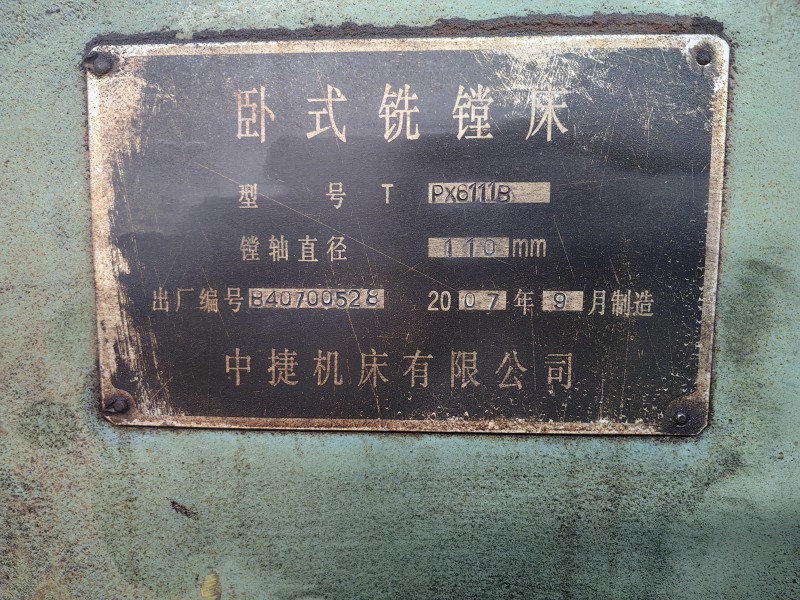 卧式铣镗床
型号 T PX6111B
镗轴直径 110 mm
出厂编号 B40700528 2007年9月制造
中捷机床有限公司